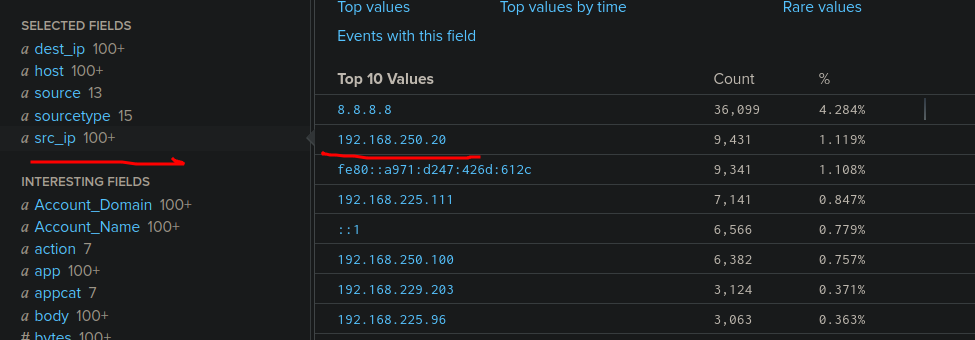 SELECTED FIELDS
a dest_ip 100+
a host 100+
a source 13
a sourcetype 15
a src_ip 100+
INTERESTING FIELDS
a Account_Domain 100+
a Account_Name 100+
a action 7
a app 100+
a appcat 7
a body 100+
# bytes 100+
Top values Top values by time Rare values
Events with this field
Top 10 Values Count %
8.8.8.8 36,099 4.284%
192.168.250.20 9,431 1.119%
fe80::a971:d247:426d:612c 9,341 1.108%
192.168.225.111 7,141 0.847%
::1 6,566 0.779%
192.168.250.100 6,382 0.757%
192.168.229.203 3,124 0.371%
192.168.225.96 3,063 0.363%